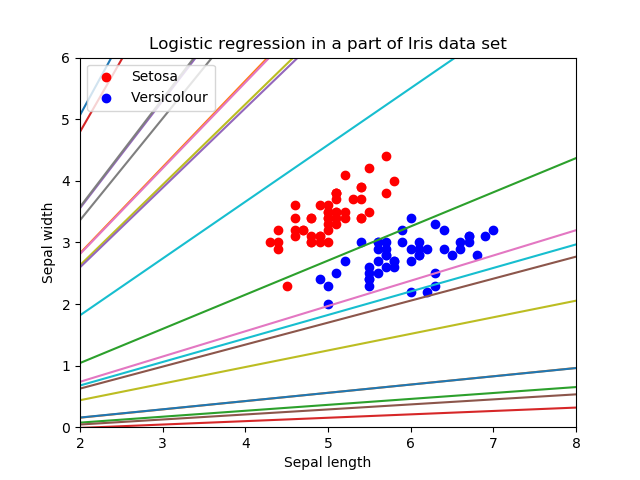 Logistic regression in a part of Iris data set
Setosa
Versicolour
Sepal width
6
5
4
3
2
1
0
2 3 4 5 6 7 8
Sepal length